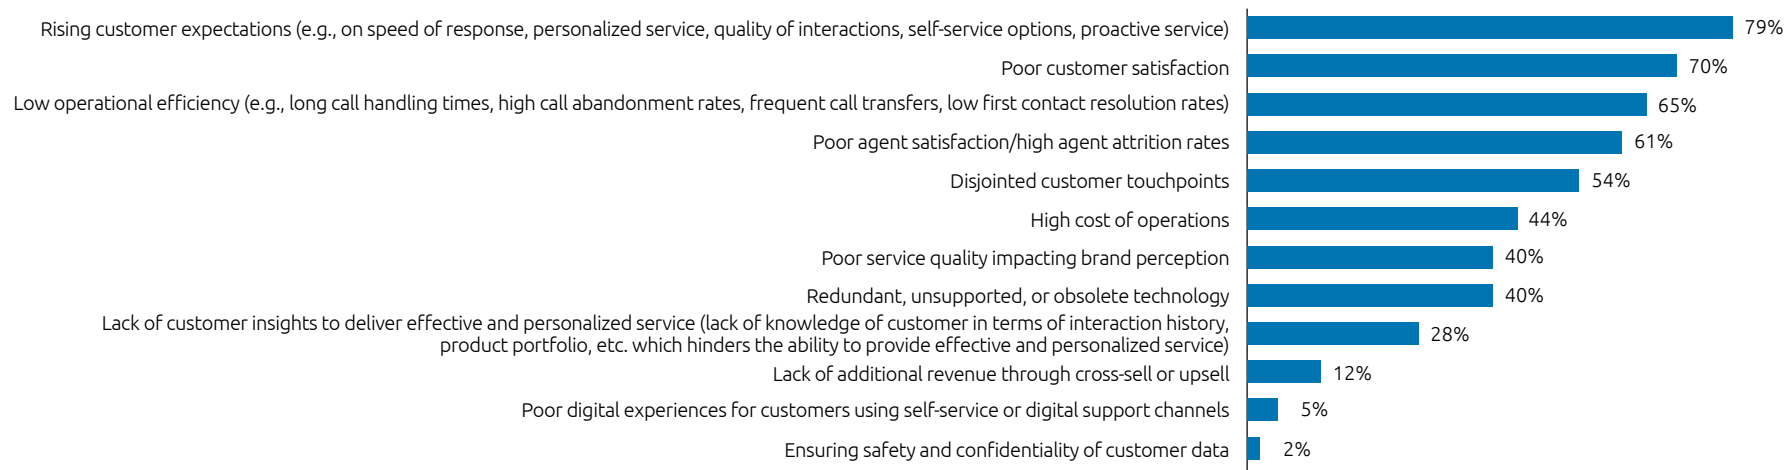 Rising customer expectations (e.g., on speed of response, personalized service, quality of interactions, self-service options, proactive service) 79%
Poor customer satisfaction 70%
Low operational efficiency (e.g., long call handling times, high call abandonment rates, frequent call transfers, low first contact resolution rates) 65%
Poor agent satisfaction/high agent attrition rates 61%
Disjointed customer touchpoints 54%
High cost of operations 44%
Poor service quality impacting brand perception 40%
Redundant, unsupported, or obsolete technology 40%
Lack of customer insights to deliver effective and personalized service (lack of knowledge of customer in terms of interaction history,
product portfolio, etc. which hinders the ability to provide effective and personalized service) 28%
Lack of additional revenue through cross-sell or upsell 12%
Poor digital experiences for customers using self-service or digital support channels 5%
Ensuring safety and confidentiality of customer data 2%